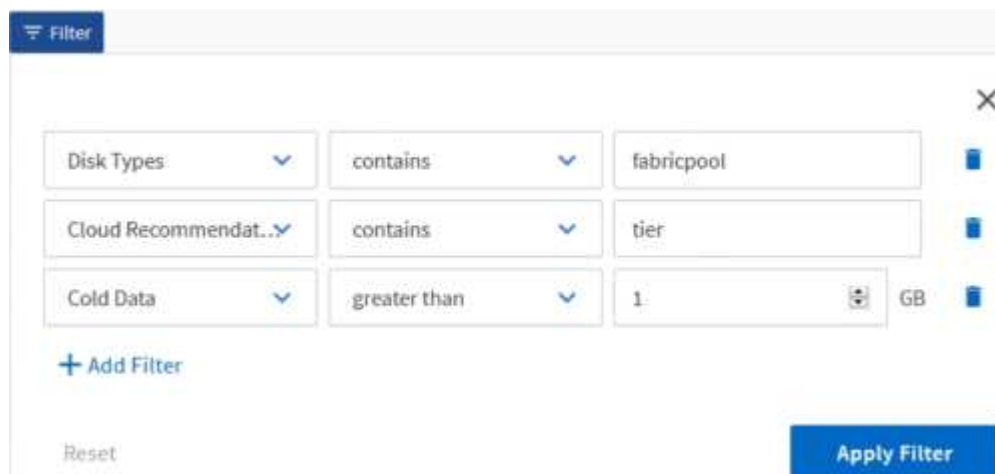 Filter
Disk Types contains fabricpool
Cloud Recommendat... contains tier
Cold Data greater than 1 GB
+ Add Filter
Reset Apply Filter